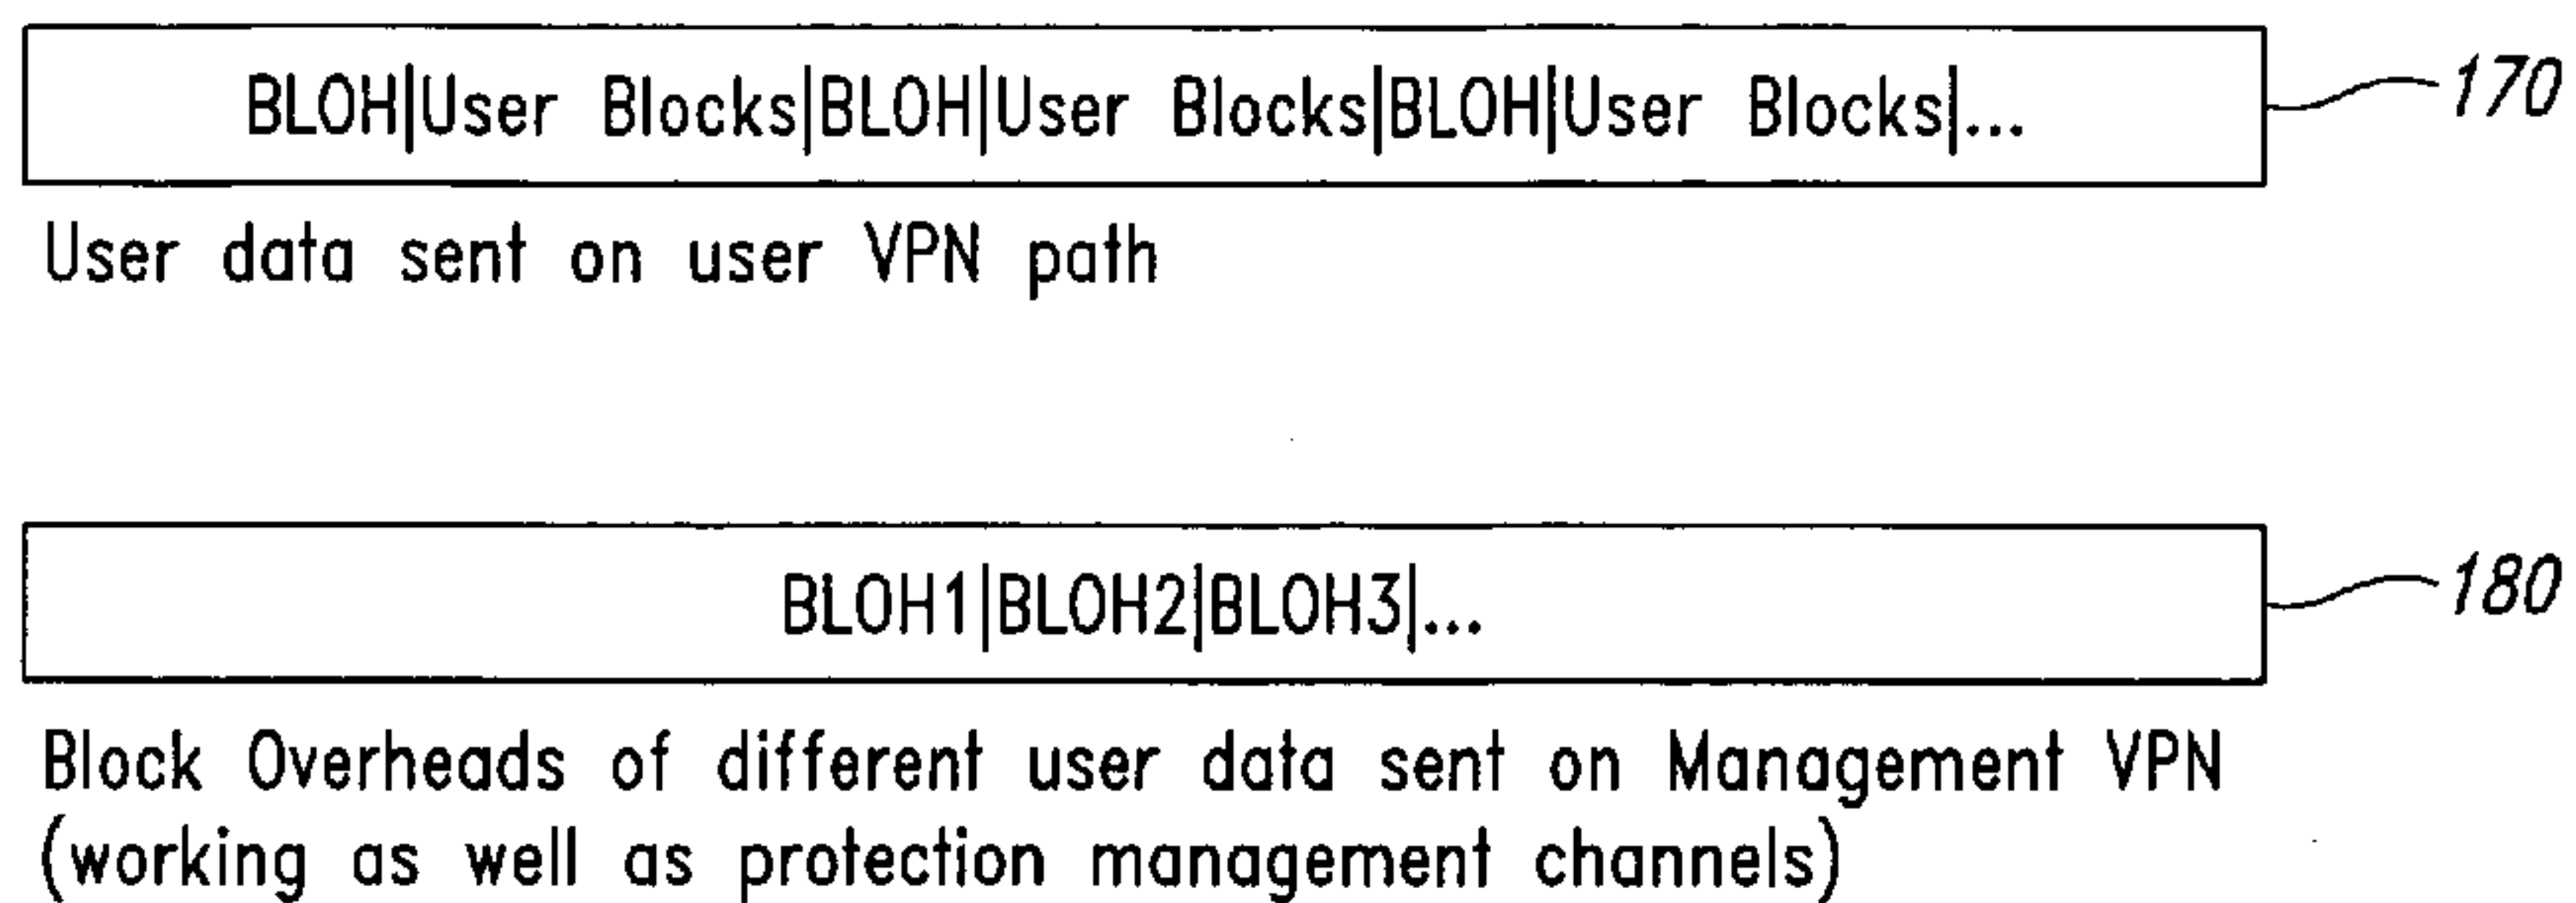 BLOH|User Blocks|BLOH|User Blocks|BLOH|User Blocks|... 170
User data sent on user VPN path
BLOH1|BLOH2|BLOH3|... 180
Block Overheads of different user data sent on Management VPN
(working as well as protection management channels)